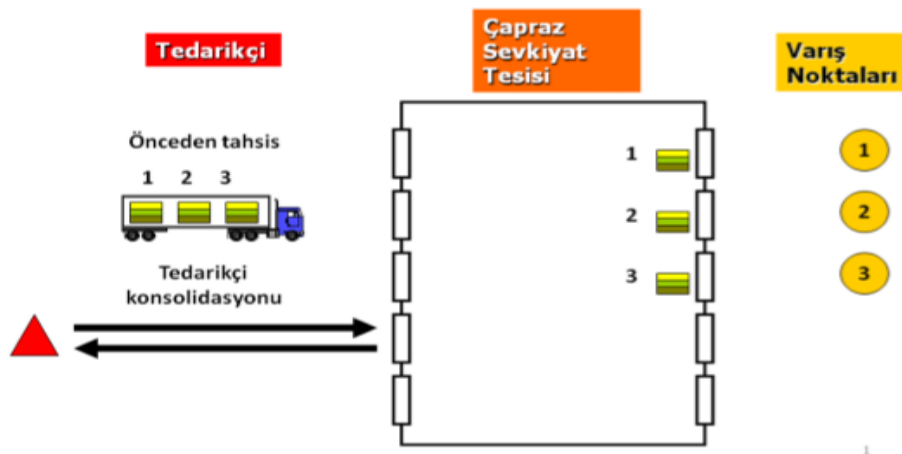 Tedarikçi
Çapraz
Sevkiyat
Tesisi
Varış
Noktaları
Önceden tahsis
1 2 3
Tedarikçi
konsolidasyonu
1
2
3
1
2
3
1